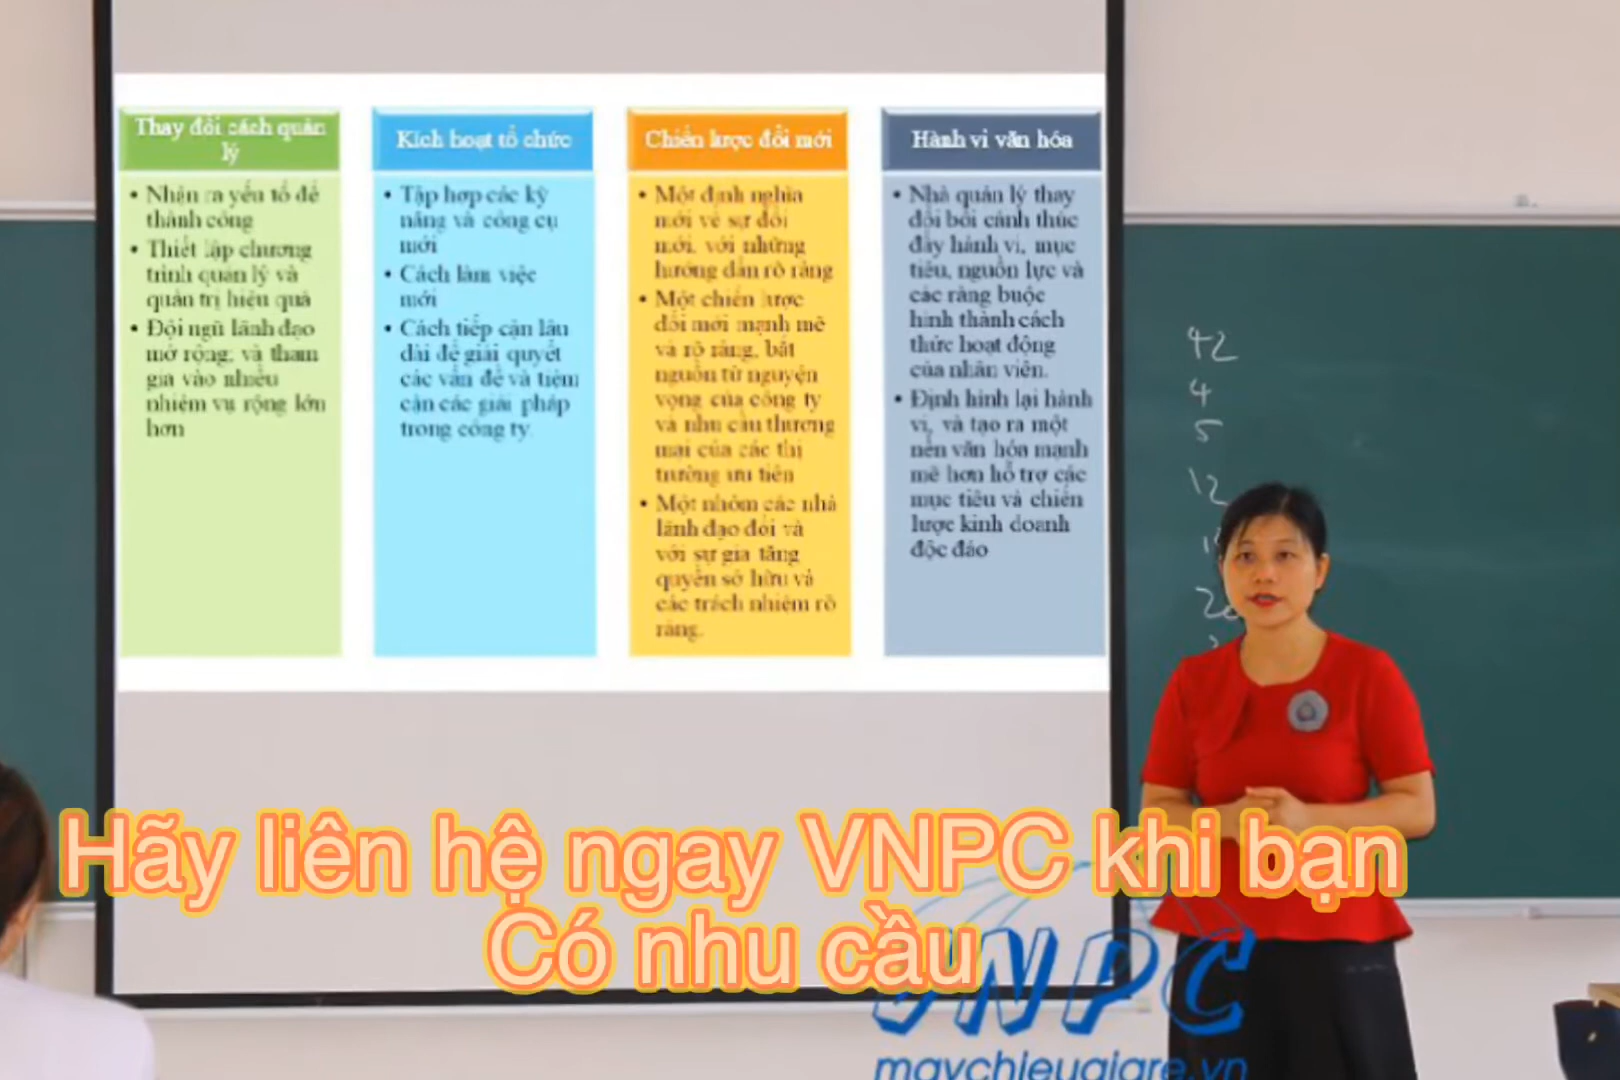 Thay đổi cách quản
lý
• Nhận ra yếu tố để
thành công
• Thiết lập chương
trình quản lý và
quản trị hiệu quả
• Đội ngũ lãnh đạo
mở rộng; và tham
gia vào nhiều
nhiệm vụ rộng lớn
hơn
Kích hoạt tổ chức
• Tập hợp các kỹ
năng và công cụ
mới
• Cách làm việc
mới
• Cách tiếp cận lâu
dài để giải quyết
các vấn đề và tiệm
cận các giải pháp
trong công ty.
Chiến lược đổi mới
• Một định nghĩa
mới về sự đổi
mới, với những
hướng dẫn rõ ràng
• Một chiến lược
đổi mới mạnh mẽ
và rõ ràng, bắt
nguồn từ nguyện
vọng của công ty
và nhu cầu thương
mại của các thị
trường ưu tiên
• Một nhóm các nhà
lãnh đạo đổi và
với sự gia tăng
quyền sở hữu và
các trách nhiệm rõ
ràng.
Hành vi văn hóa
• Nhà quản lý thay
đổi bối cảnh thúc
đẩy hành vi, mục
tiêu, nguồn lực và
các ràng buộc
hình thành cách
thức hoạt động
của nhân viên.
• Định hình lại hành
vi, và tạo ra một
nền văn hóa mạnh
mẽ hơn hỗ trợ các
mục tiêu và chiến
lược kinh doanh
độc đáo
42
4
5
12
Hãy liên hệ ngay VNPC khi bạn
Có nhu cầu
VNPC
maychieugiare.vn